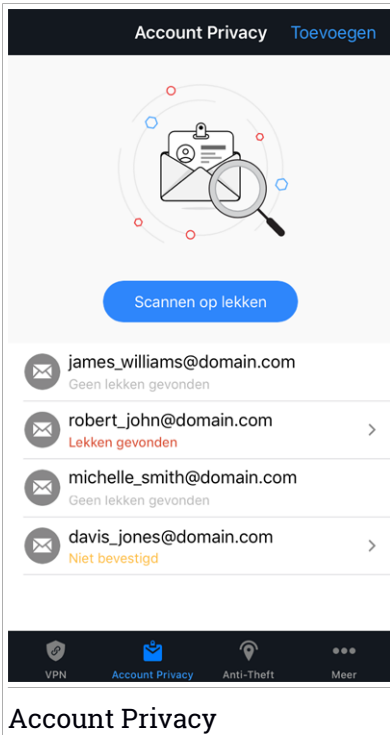 Account Privacy Toevoegen
Scannen op lekken
james_williams@domain.com
Geen lekken gevonden
robert_john@domain.com
Lekken gevonden
michelle_smith@domain.com
Geen lekken gevonden
davis_jones@domain.com
Niet bevestigd
VPN Account Privacy Anti-Theft Meer
Account Privacy